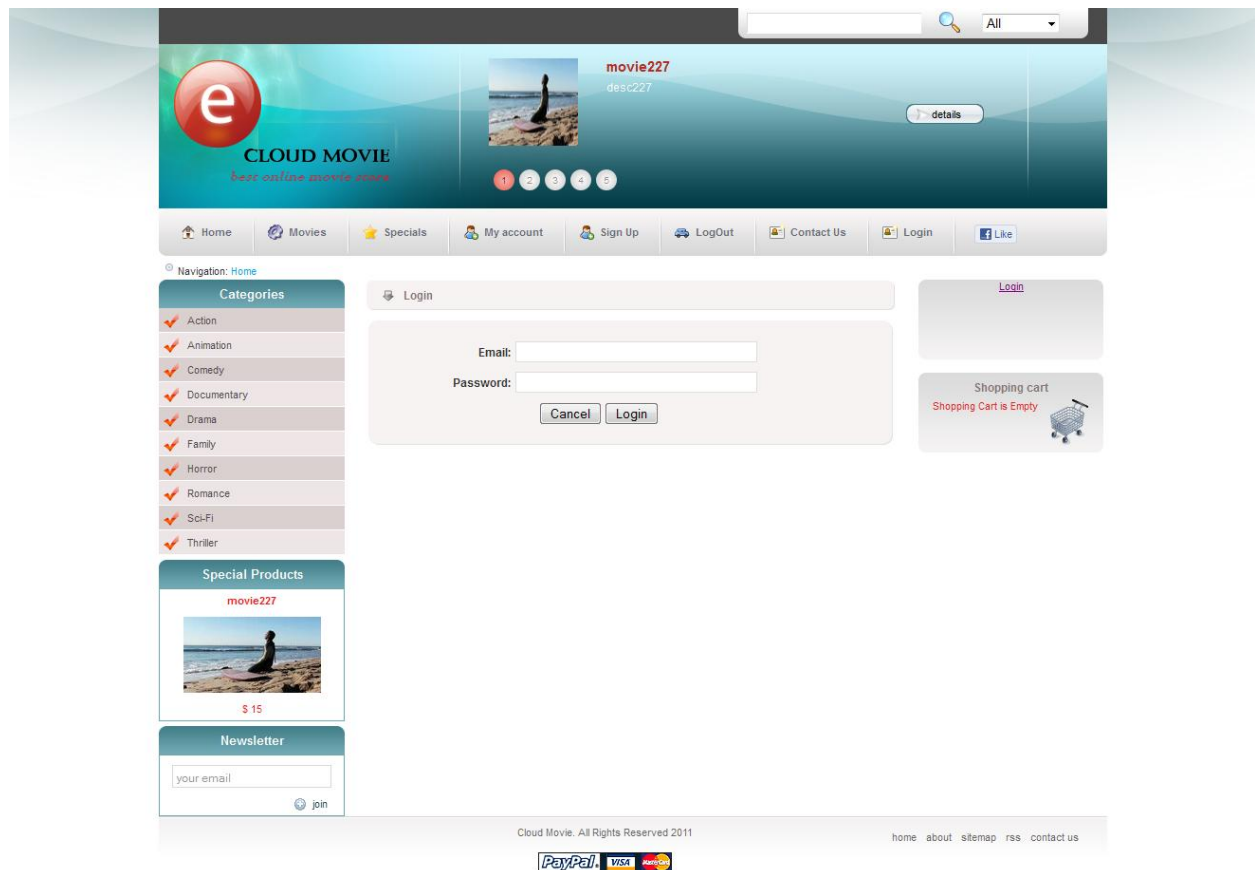 All
e
CLOUD MOVIE
best online movie store
movie227
desc227
details
1 2 3 4 5
Home Movies Specials My account Sign Up LogOut Contact Us Login Like
Navigation: Home
Categories
Action
Animation
Comedy
Documentary
Drama
Family
Horror
Romance
Sci-Fi
Thriller
Special Products
movie227
$ 15
Newsletter
your email
join
Login
Email:
Password:
Cancel Login
Login
Shopping cart
Shopping Cart is Empty
Cloud Movie. All Rights Reserved 2011
home about sitemap rss contact us
PayPal. VISA MasterCard